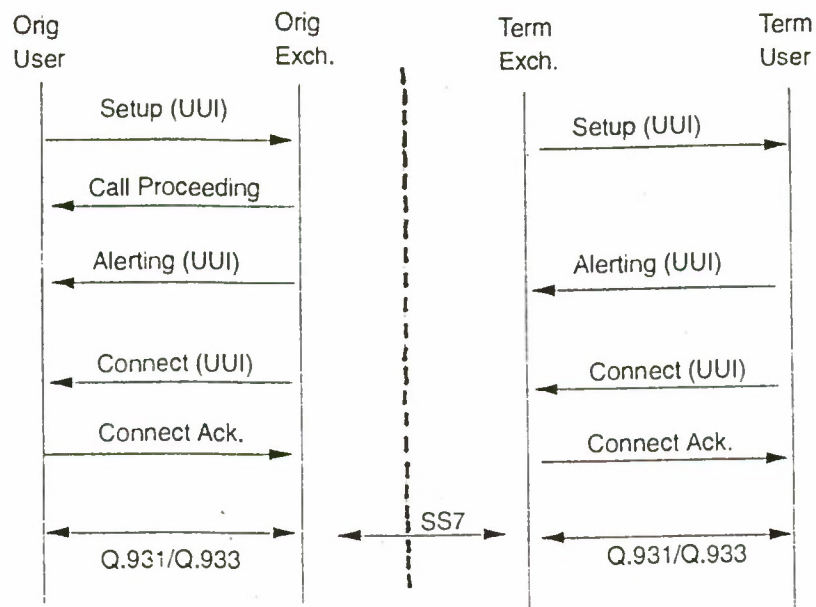 Orig
User
Orig
Exch.
Term
Exch.
Term
User
Setup (UUI)
Setup (UUI)
Call Proceeding
Alerting (UUI)
Alerting (UUI)
Connect (UUI)
Connect (UUI)
Connect Ack.
Connect Ack.
SS7
Q.931/Q.933
Q.931/Q.933